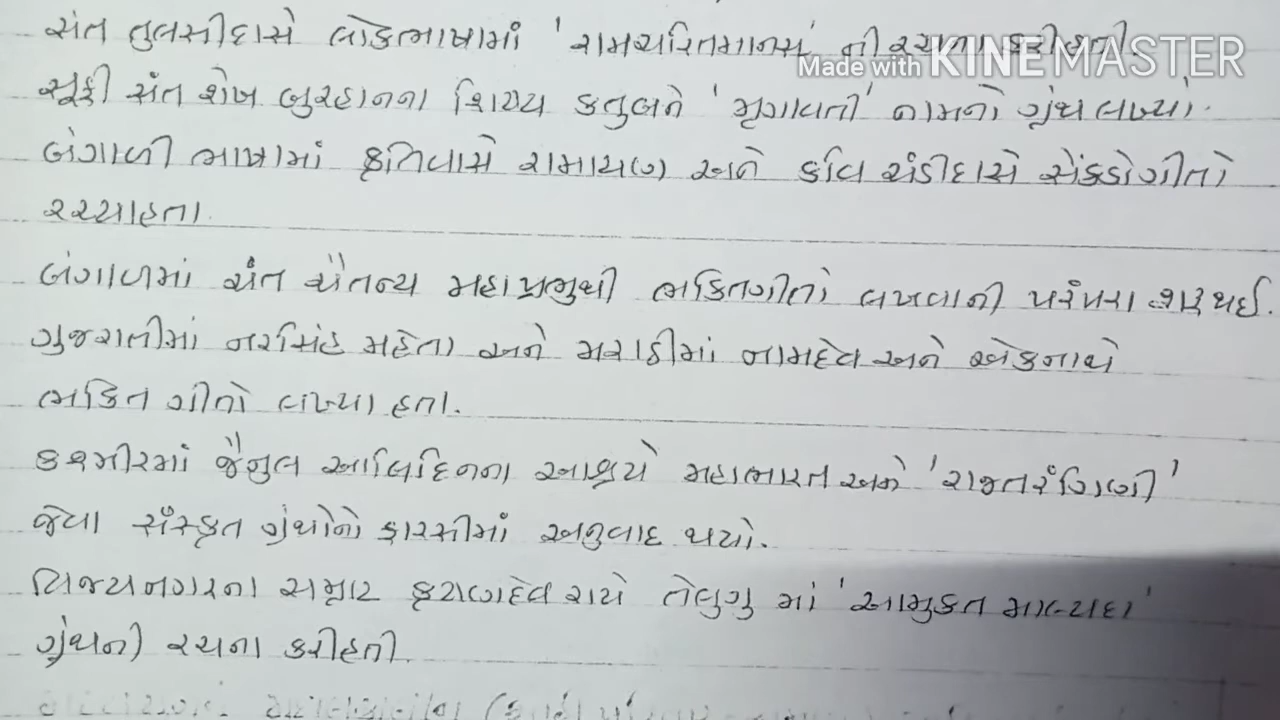 સંત તુલસીદાસે લોકભાષામાં 'રામચરિતમાનસ' ની રચના કરી હતી.
Made with KINEMASTER
સૂફી સંત શેખ બુરહાનના શિષ્ય કુતુબને 'મૃગાવતી' નામનો ગ્રંથ લખ્યો.
બંગાળી ભાષામાં કૃતિવાસે રામાયણ અને કવિ ચંડીદાસે સેંકડો ગીતો
રચ્યા હતા.
બંગાળમાં સંત ચૈતન્ય મહાપ્રભુથી ભક્તિગીતો લખવાની પરંપરા શરૂ થઈ.
ગુજરાતીમાં નરસિંહ મહેતા અને મરાઠીમાં નામદેવ અને એકનાથે
ભકિત ગીતો લખ્યા હતા.
કશ્મીરમાં જૈનુલ આબિદિનના આશ્રયે મહાભારત અને 'રાજતરંગિણી'
જેવા સંસ્કૃત ગ્રંથોનો ફારસીમાં અનુવાદ થયો.
વિજયનગરના સમ્રાટ કૃષ્ણદેવ રાયે તેલુગુ માં 'આમુક્ત માલ્યદા'
ગ્રંથની રચના કરી હતી.